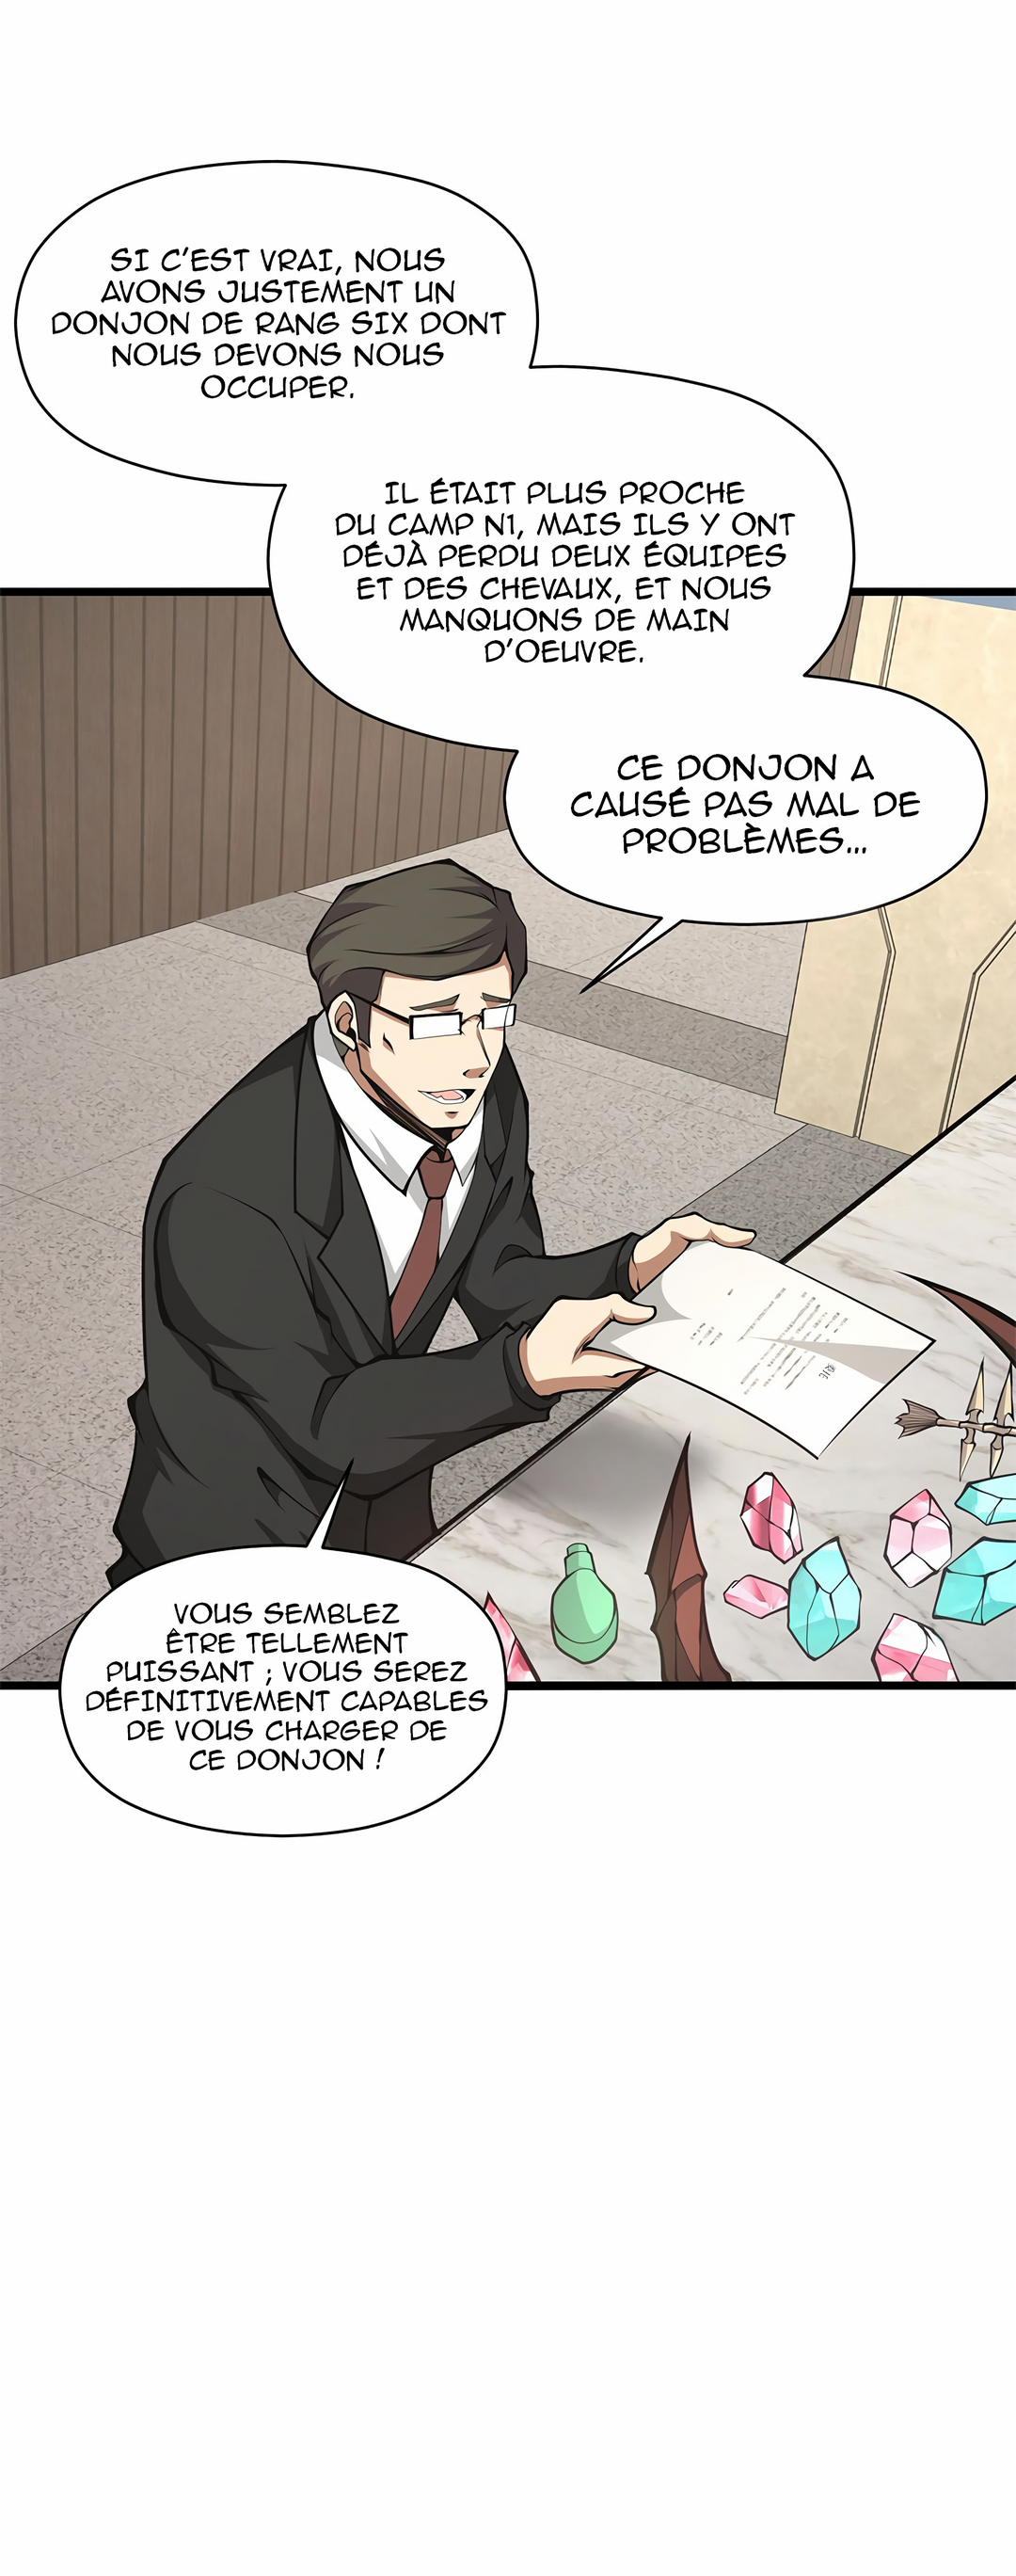 SI C'EST VRAI, NOUS
AVONS JUSTEMENT UN
DONJON DE RANG SIX DONT
NOUS DEVONS NOUS
OCCUPER.
IL ÉTAIT PLUS PROCHE
DU CAMP N1, MAIS ILS Y ONT
DÉJÀ PERDU DEUX ÉQUIPES
ET DES CHEVAUX, ET NOUS
MANQUONS DE MAIN
D'OEUVRE.
CE DONJON A
CAUSÉ PAS MAL DE
PROBLÈMES...
VOUS SEMBLEZ
ÊTRE TELLEMENT
PUISSANT ; VOUS SEREZ
DÉFINITIVEMENT CAPABLES
DE VOUS CHARGER DE
CE DONJON !